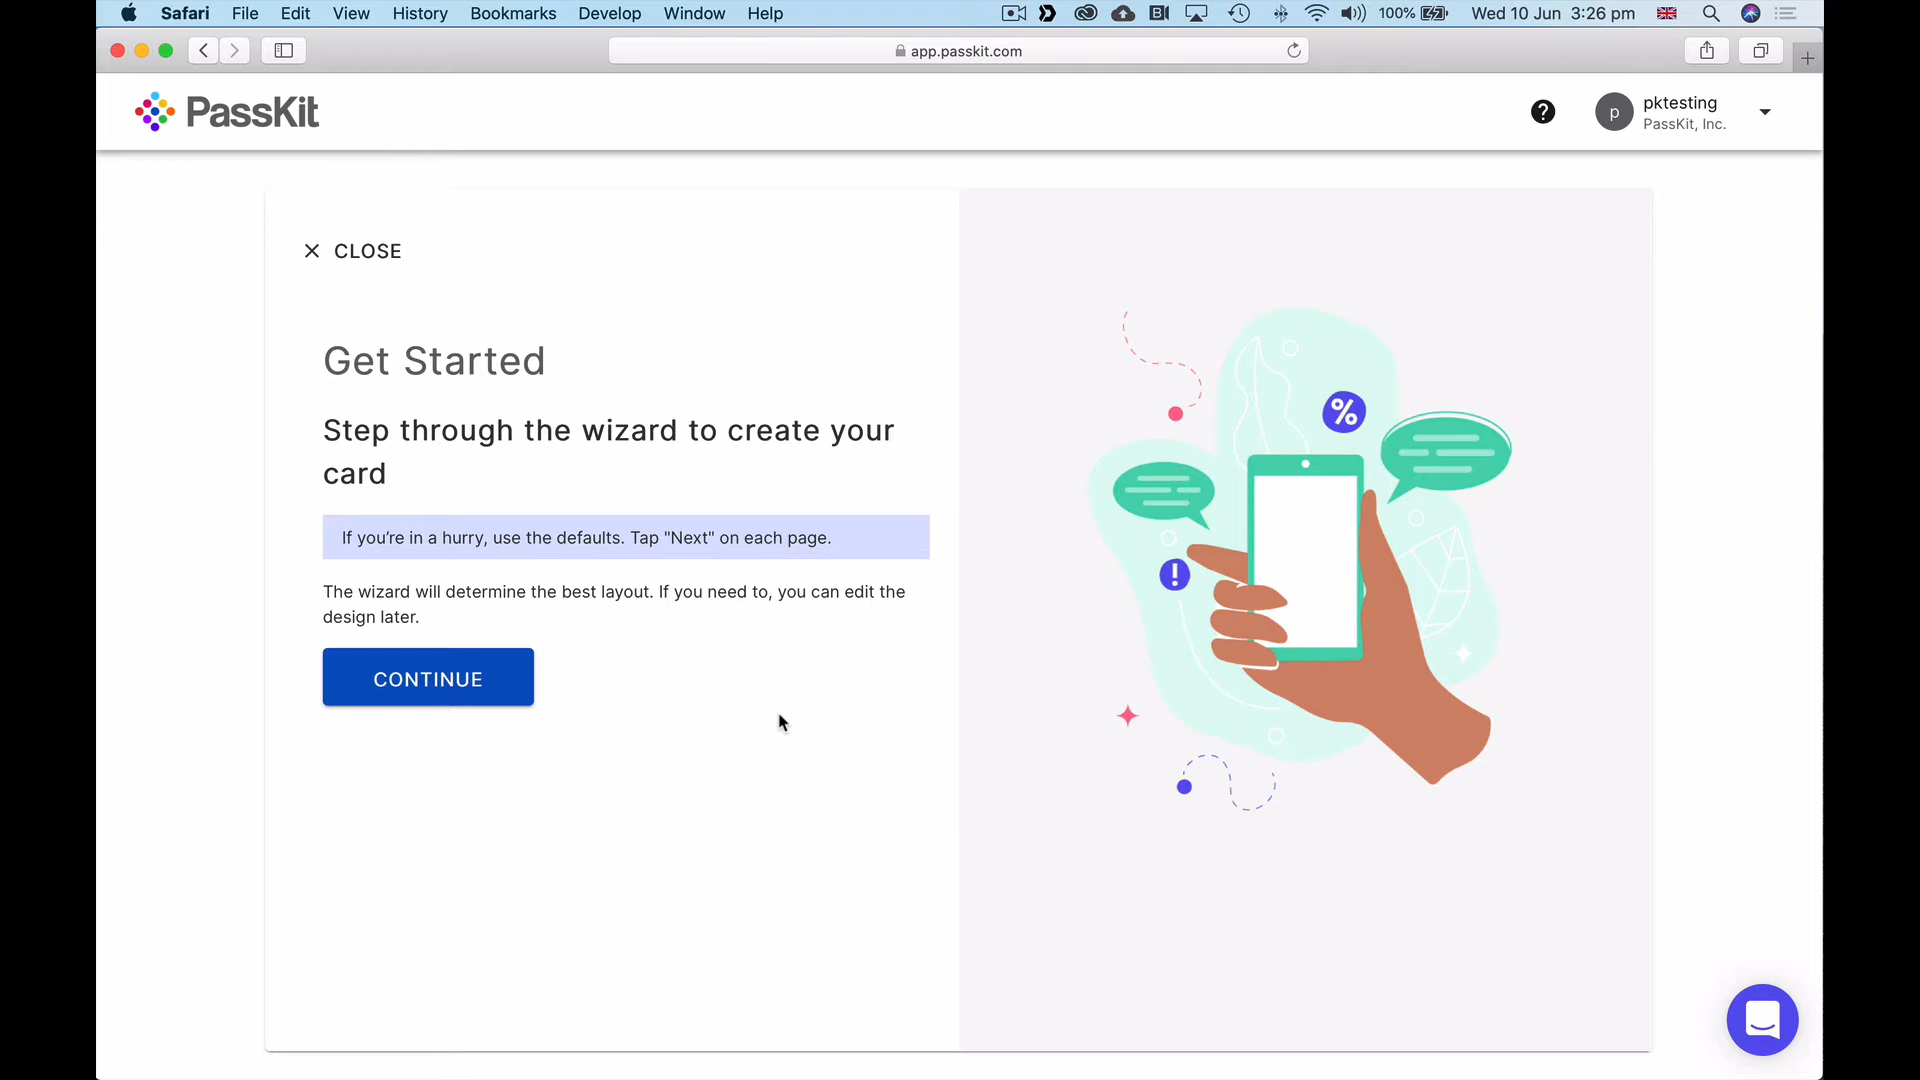 Safari File Edit View History Bookmarks Develop Window Help 100% Wed 10 Jun 3:26 pm
app.passkit.com
PassKit
? p pktesting
PassKit, Inc.
CLOSE
Get Started
Step through the wizard to create your
card
If you're in a hurry, use the defaults. Tap "Next" on each page.
The wizard will determine the best layout. If you need to, you can edit the
design later.
CONTINUE
%
!